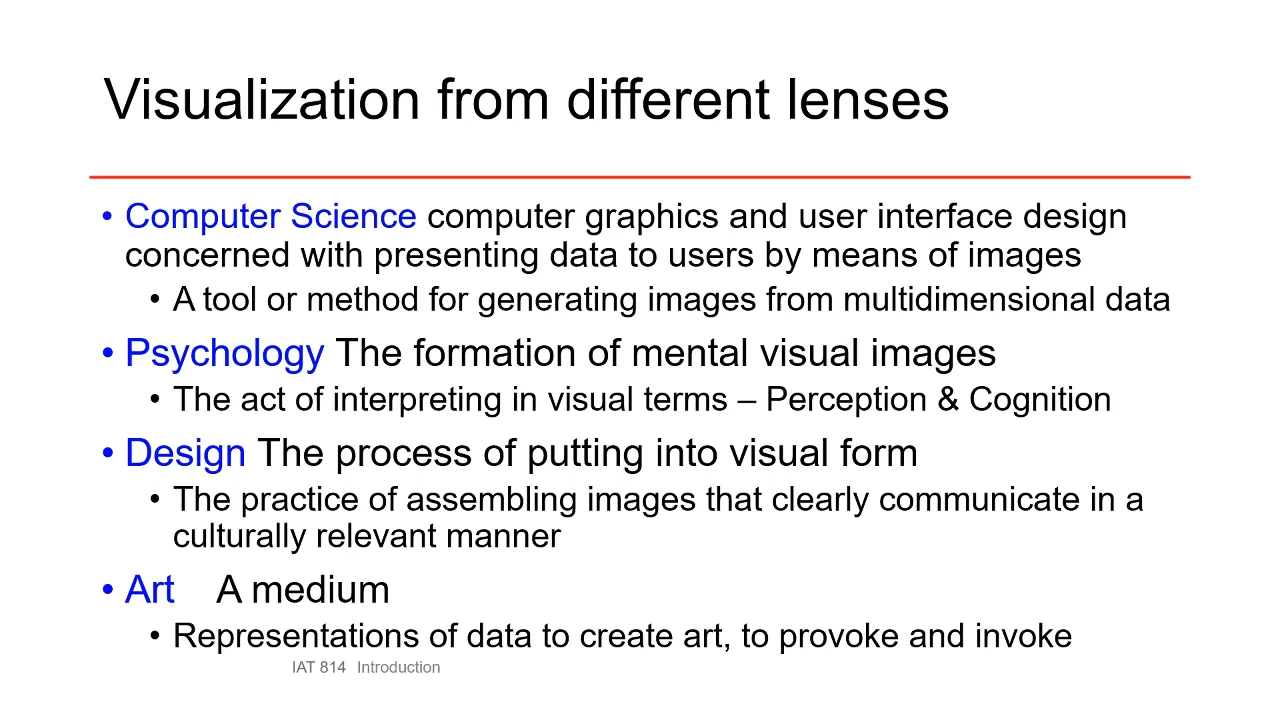 Visualization from different lenses
• Computer Science computer graphics and user interface design
concerned with presenting data to users by means of images
• A tool or method for generating images from multidimensional data
• Psychology The formation of mental visual images
• The act of interpreting in visual terms – Perception & Cognition
• Design The process of putting into visual form
• The practice of assembling images that clearly communicate in a
culturally relevant manner
• Art A medium
• Representations of data to create art, to provoke and invoke
IAT 814 Introduction